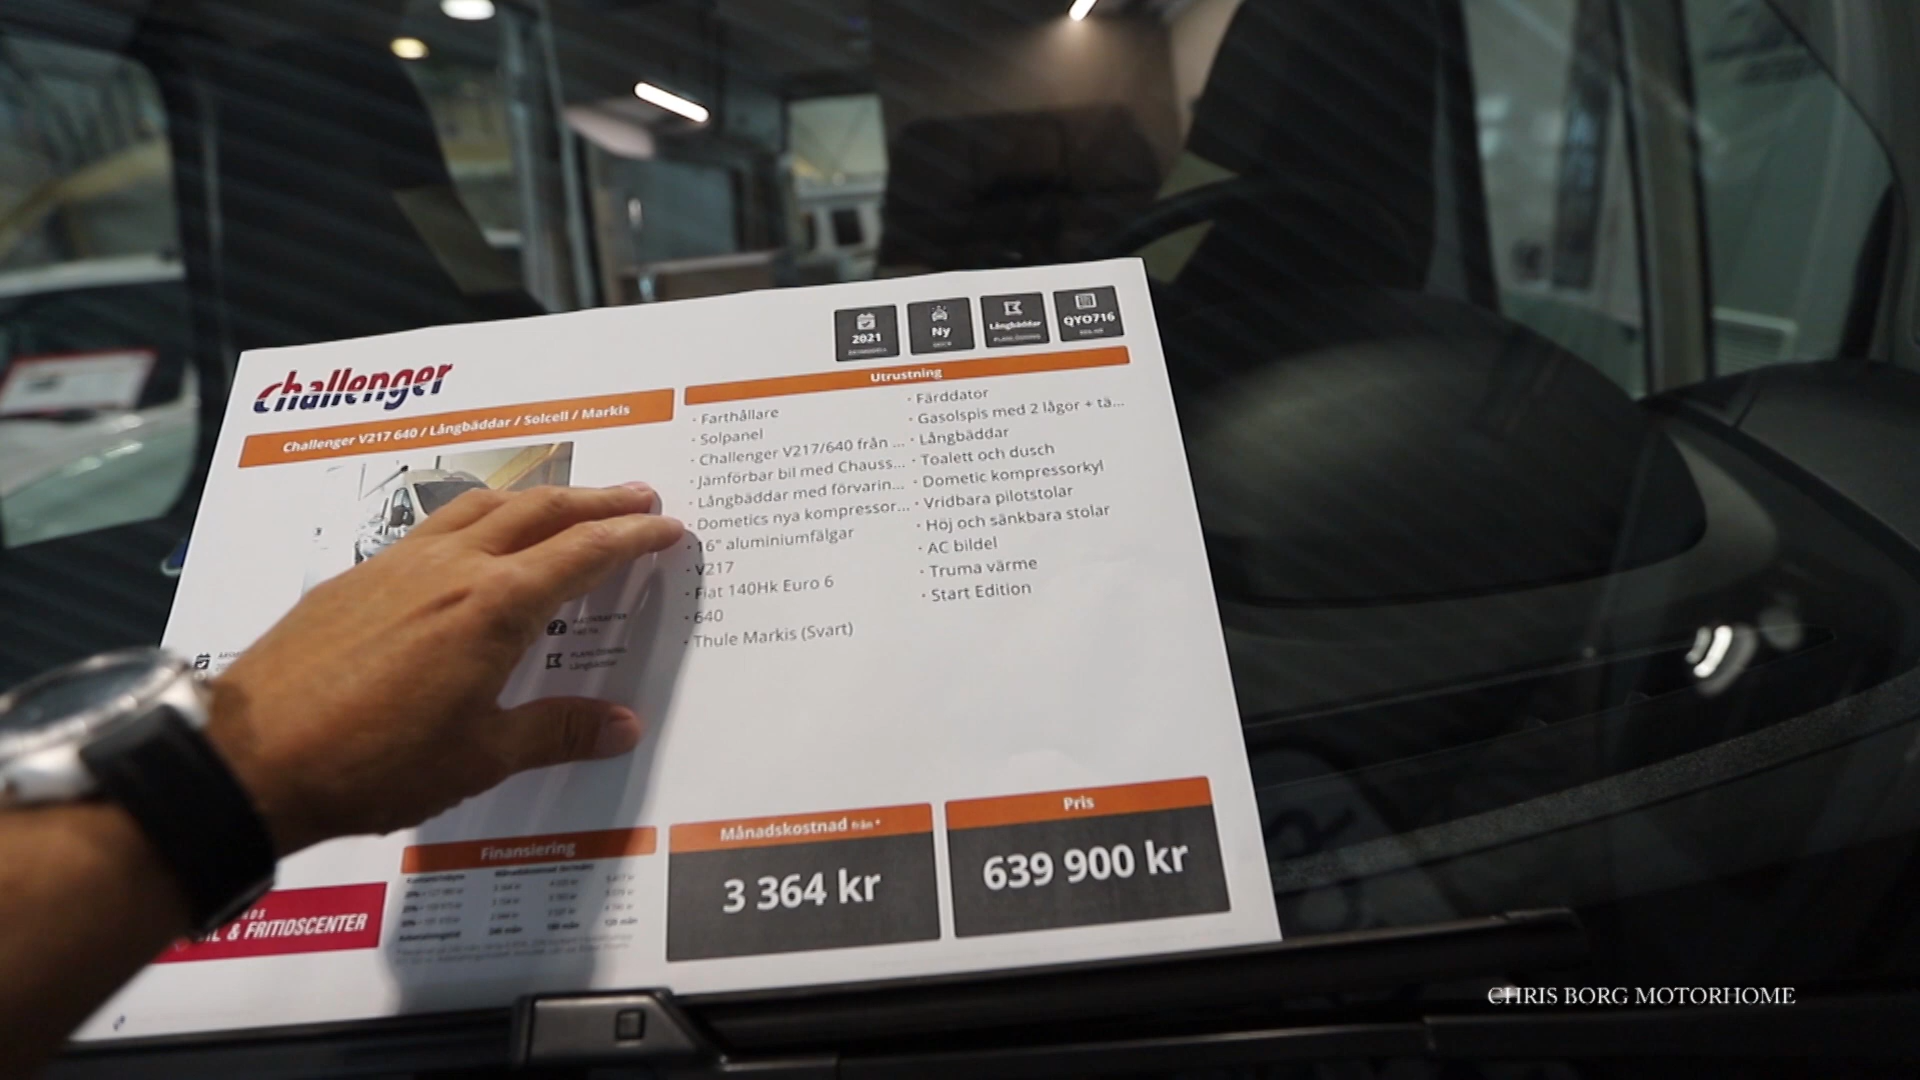 2021
Ny
Långbäddar
QYO716
challenger
Challenger V217 640 / Långbäddar / Solcell / Markis
Utrustning
· Farthållare
· Solpanel
· Challenger V217/640 från ...
· Jämförbar bil med Chauss...
· Långbäddar med förvarin...
· Dometics nya kompressor...
· 16" aluminiumfälgar
· V217
· Fiat 140Hk Euro 6
· 640
· Thule Markis (Svart)
· Färddator
· Gasolspis med 2 lågor + tä...
· Långbäddar
· Toalett och dusch
· Dometic kompressorkyl
· Vridbara pilotstolar
· Höj och sänkbara stolar
· AC bildel
· Truma värme
· Start Edition
Långbäddar
& FRITIDSCENTER
Finansiering
Månadskostnad från*
3 364 kr
Pris
639 900 kr
CHRIS BORG MOTORHOME